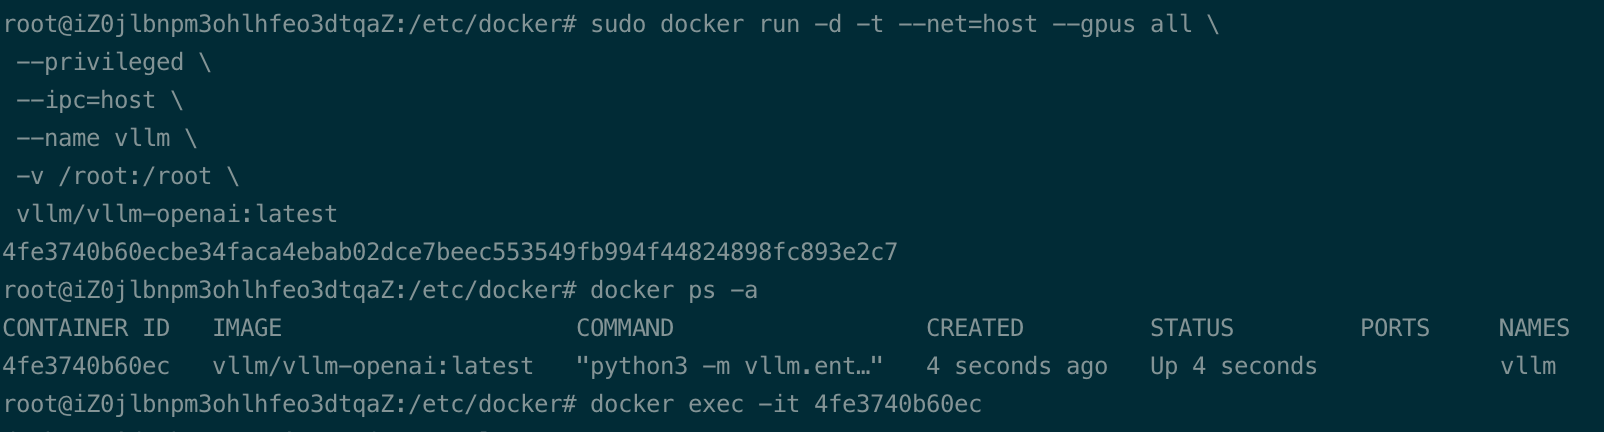 root@iZ0jlbnpm3ohlhfeo3dtqaZ:/etc/docker# sudo docker run -d -t --net=host --gpus all \
--privileged \
--ipc=host \
--name vllm \
-v /root:/root \
vllm/vllm-openai:latest
4fe3740b60ecbe34faca4ebab02dce7beec553549fb994f44824898fc893e2c7
root@iZ0jlbnpm3ohlhfeo3dtqaZ:/etc/docker# docker ps -a
CONTAINER ID   IMAGE                     COMMAND                  CREATED         STATUS         PORTS     NAMES
4fe3740b60ec   vllm/vllm-openai:latest   "python3 -m vllm.ent…"   4 seconds ago   Up 4 seconds             vllm
root@iZ0jlbnpm3ohlhfeo3dtqaZ:/etc/docker# docker exec -it 4fe3740b60ec